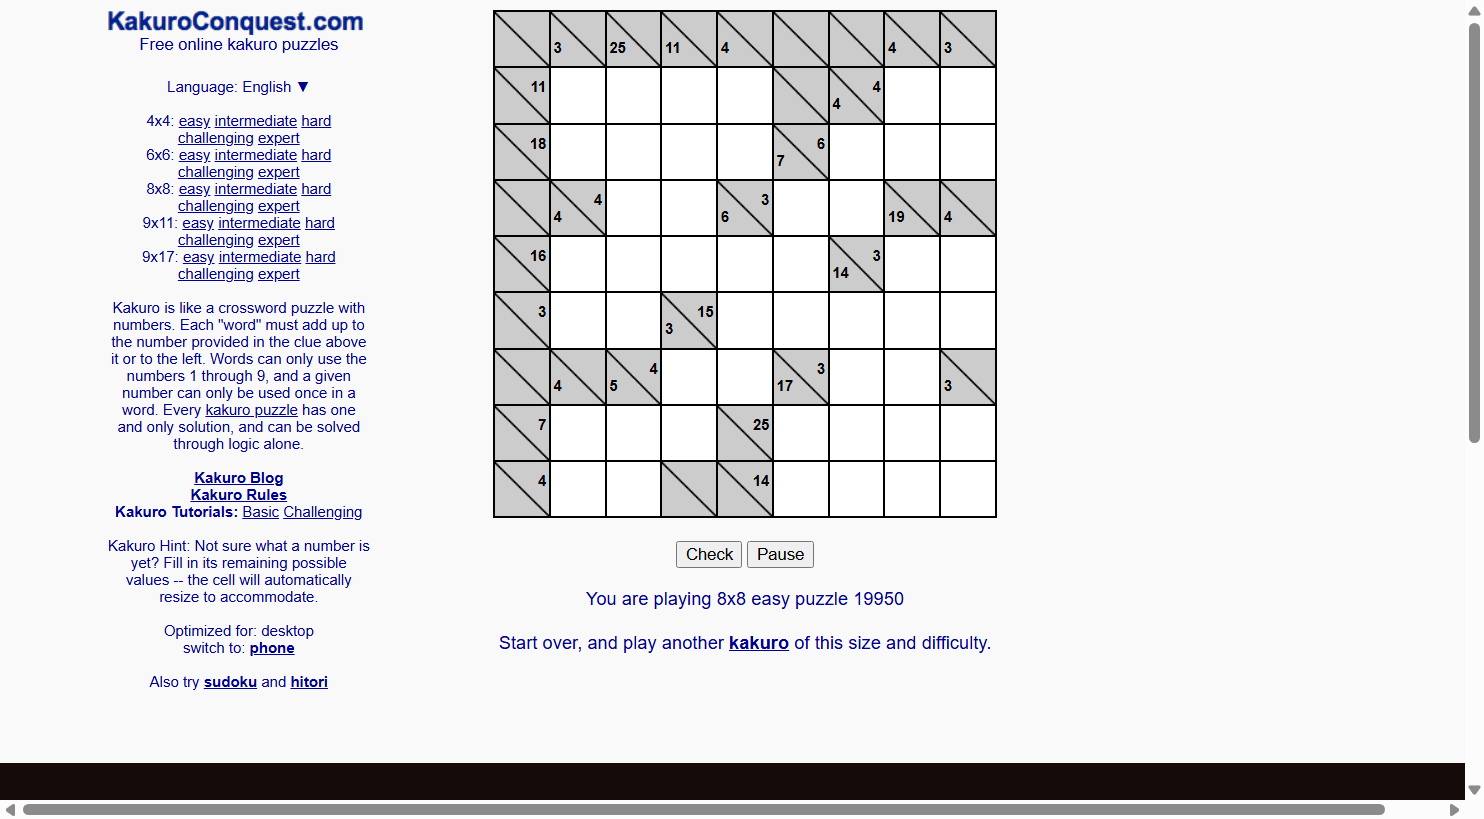 KakuroConquest.com
Free online kakuro puzzles
Language: English ▼
4x4: easy intermediate hard
challenging expert
6x6: easy intermediate hard
challenging expert
8x8: easy intermediate hard
challenging expert
9x11: easy intermediate hard
challenging expert
9x17: easy intermediate hard
challenging expert
Kakuro is like a crossword puzzle with
numbers. Each "word" must add up to
the number provided in the clue above
it or to the left. Words can only use the
numbers 1 through 9, and a given
number can only be used once in a
word. Every kakuro puzzle has one
and only solution, and can be solved
through logic alone.
Kakuro Blog
Kakuro Rules
Kakuro Tutorials: Basic Challenging
Kakuro Hint: Not sure what a number is
yet? Fill in its remaining possible
values -- the cell will automatically
resize to accommodate.
Optimized for: desktop
switch to: phone
Also try sudoku and hitori
3 25 11 4 4 3
11 4 4
18 7 6
4 4 6 3 19 4
16 14 3
3 3 15
4 5 4 17 3 3
7 25
4 14
Check Pause
You are playing 8x8 easy puzzle 19950
Start over, and play another kakuro of this size and difficulty.